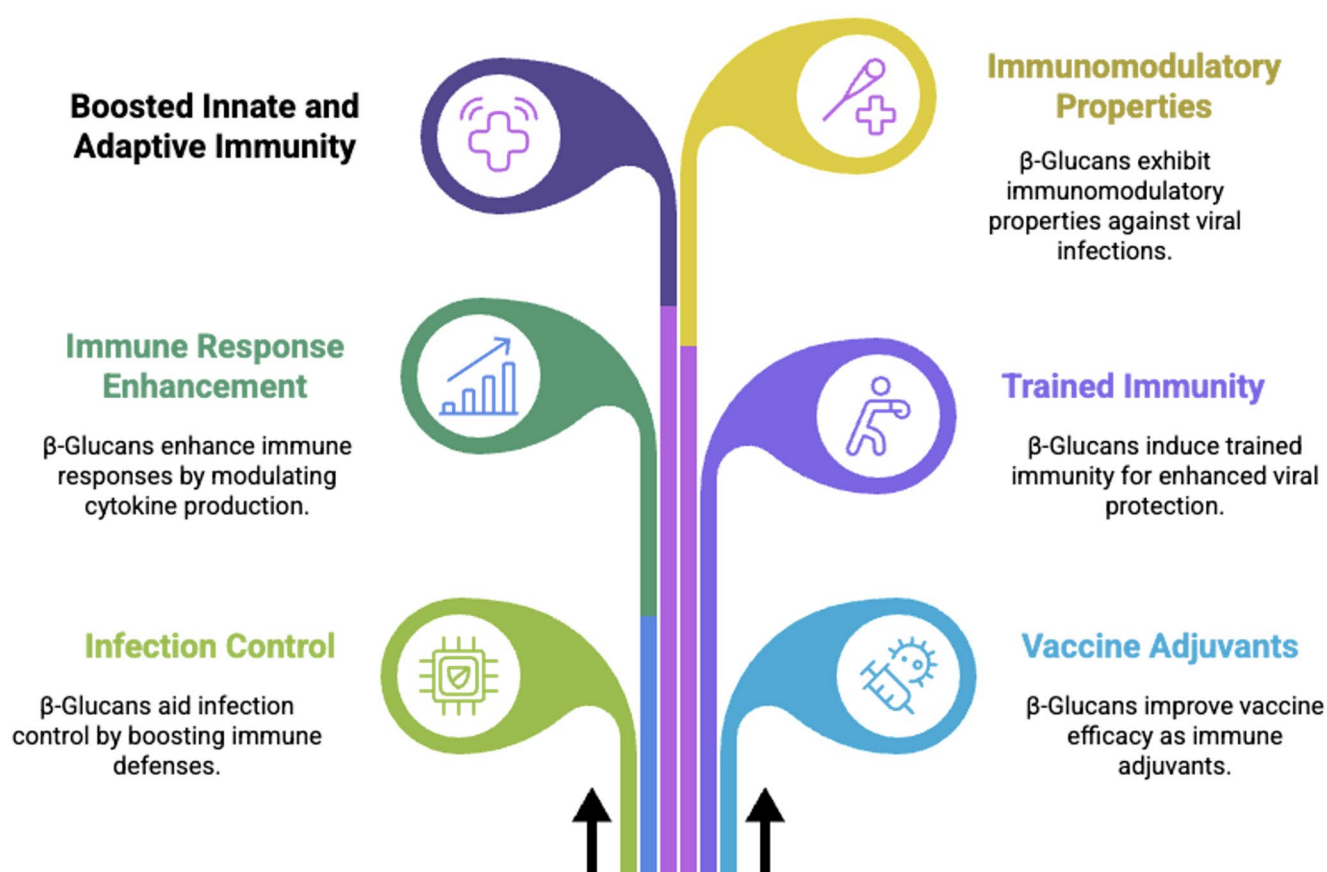 Boosted Innate and
Adaptive Immunity
Immunomodulatory
Properties
β-Glucans exhibit
immunomodulatory
properties against viral
infections.
Immune Response
Enhancement
β-Glucans enhance immune
responses by modulating
cytokine production.
Trained Immunity
β-Glucans induce trained
immunity for enhanced viral
protection.
Infection Control
β-Glucans aid infection
control by boosting immune
defenses.
Vaccine Adjuvants
β-Glucans improve vaccine
efficacy as immune
adjuvants.